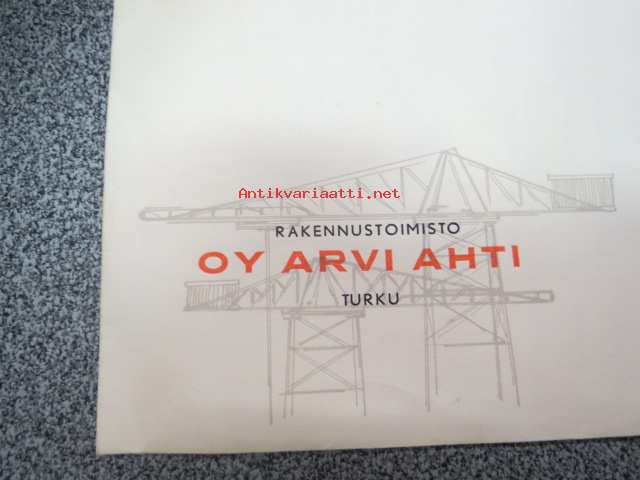 Antikvariaatti.net
RAKENNUSTOIMISTO
OY ARVI AHTI
TURKU